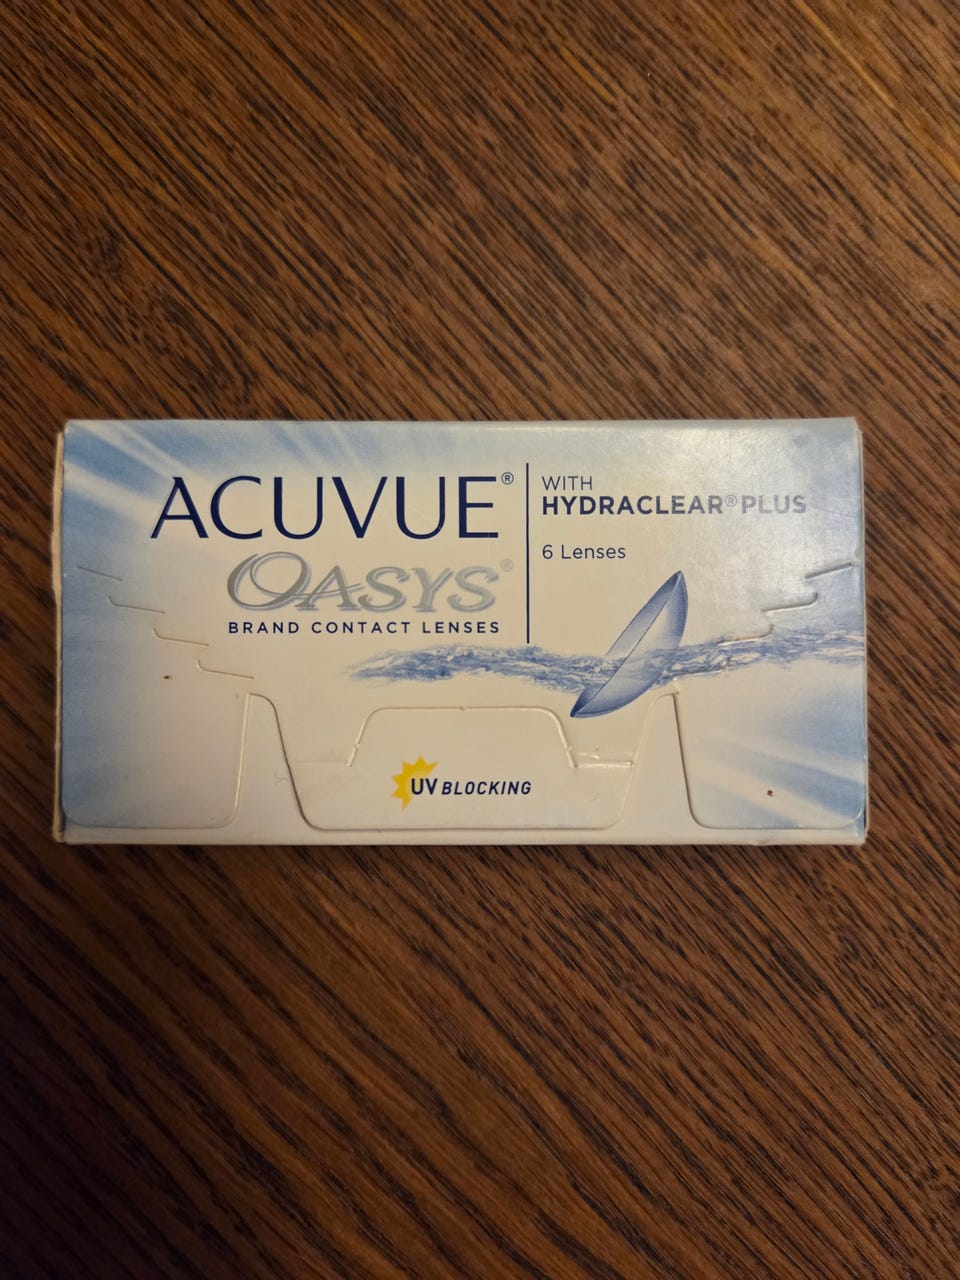 ACUVUE®
OASYS®
BRAND CONTACT LENSES
WITH
HYDRACLEAR® PLUS
6 Lenses
UV BLOCKING